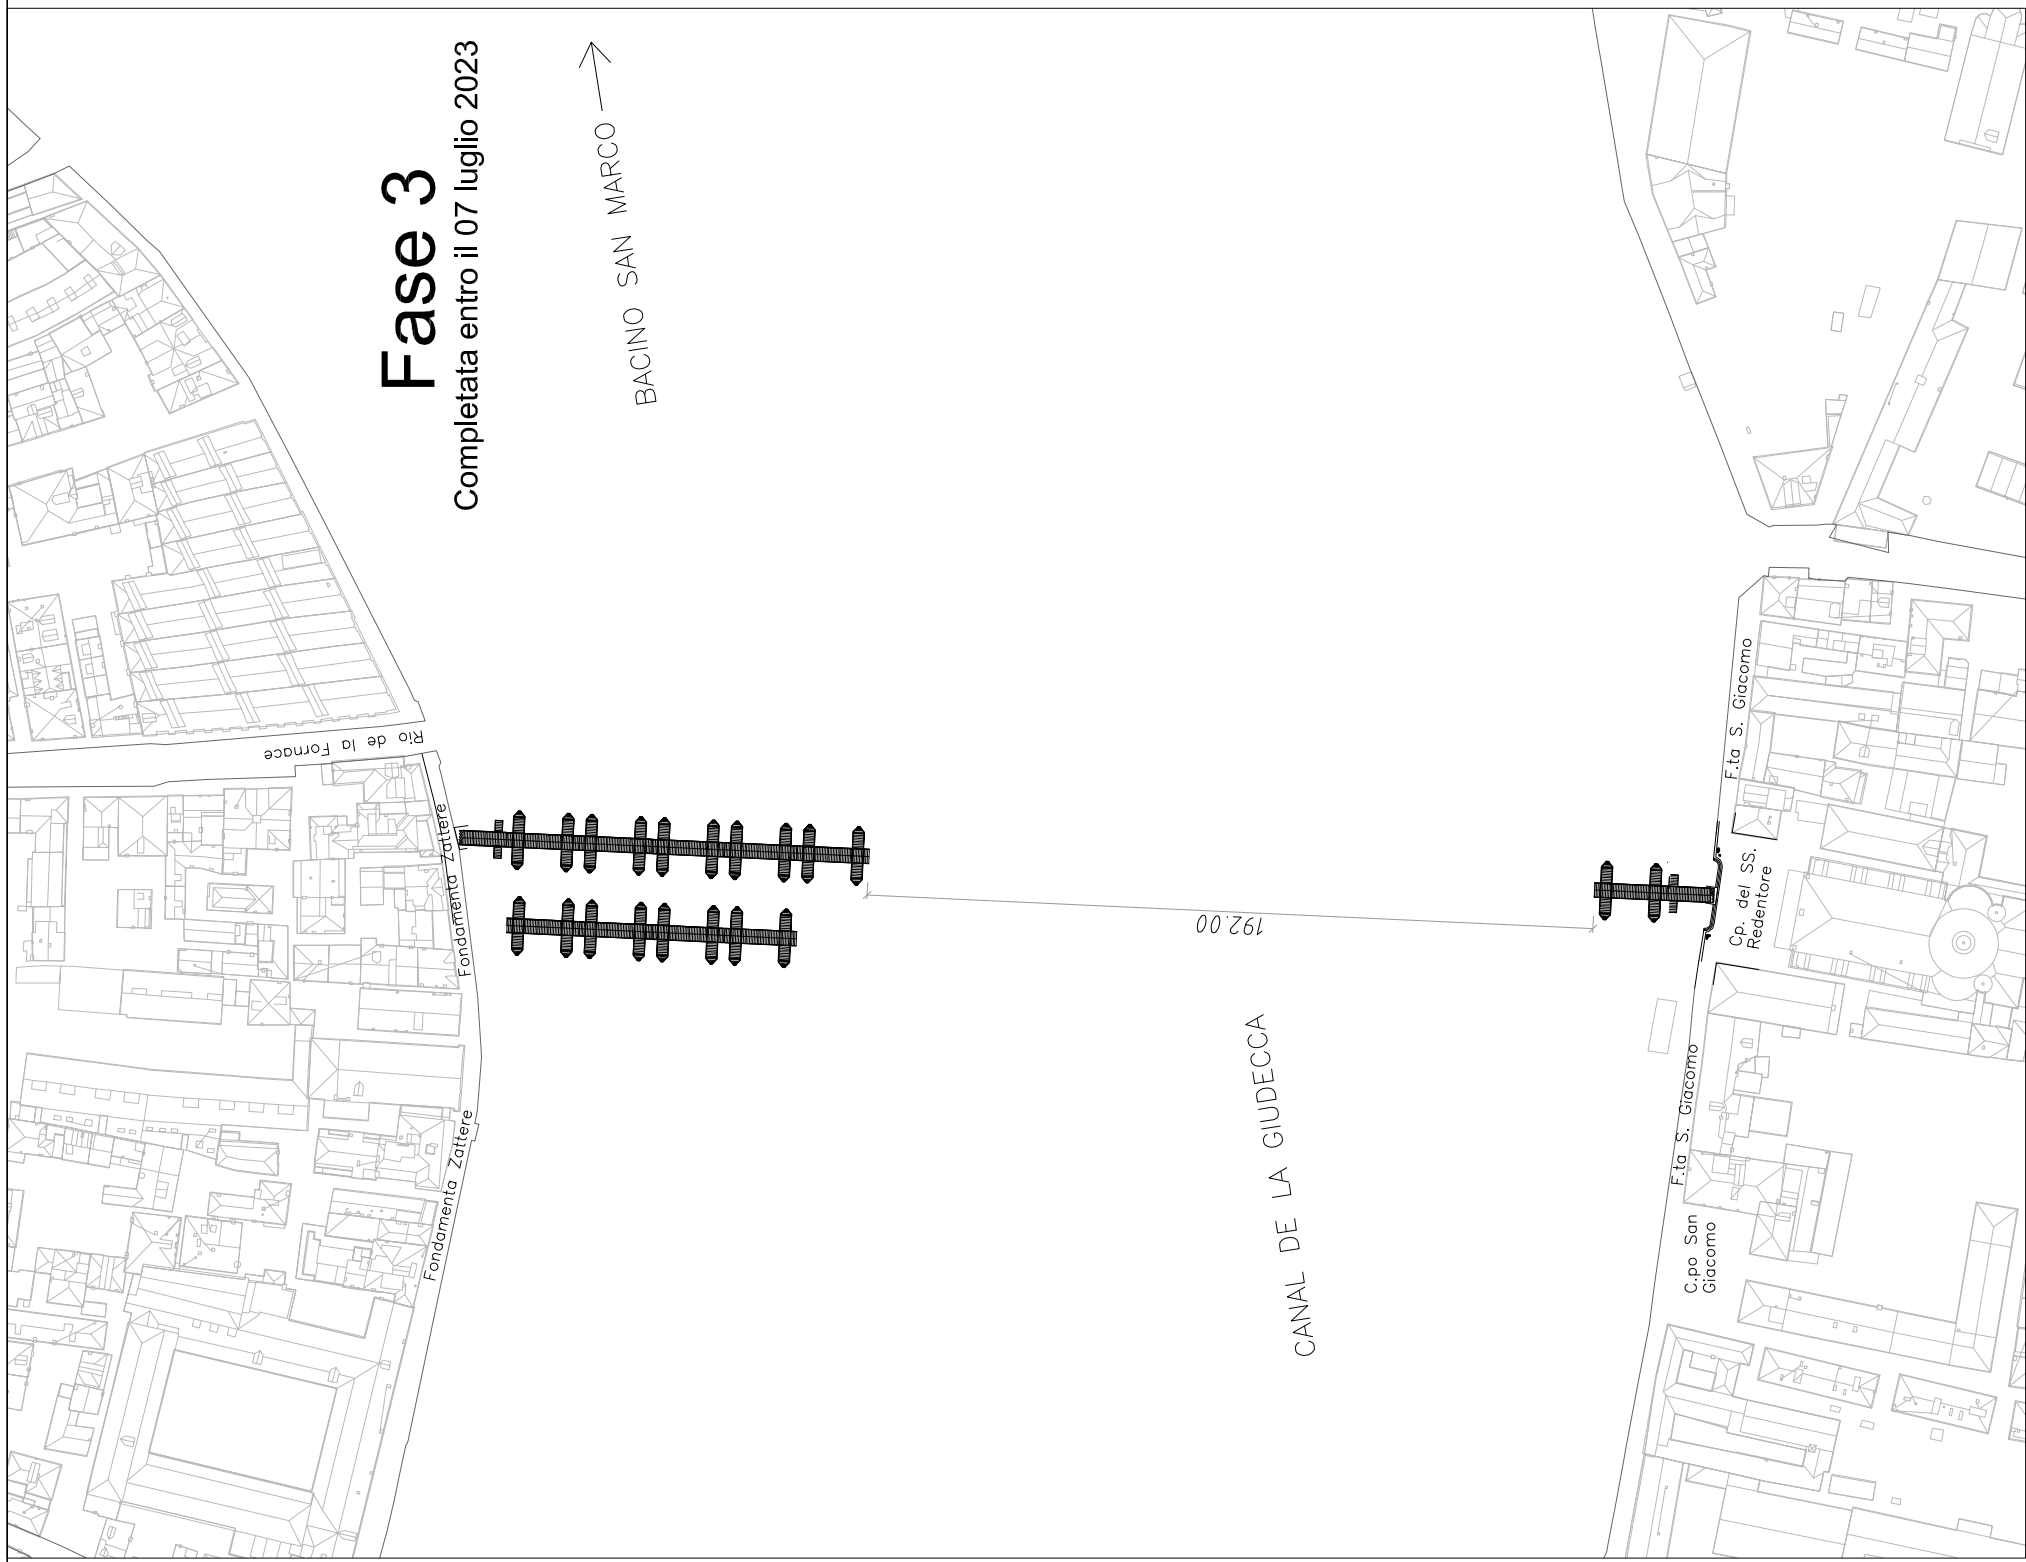 Fase 3
Completata entro il 07 luglio 2023
BACINO SAN MARCO
Rio de la Fornace
Fondamenta Zattere
Fondamenta Zattere
192.00
CANAL DE LA GIUDECCA
F.ta S. Giacomo
Cp. del SS.
Redentore
F.ta S. Giacomo
C.po San
Giacomo